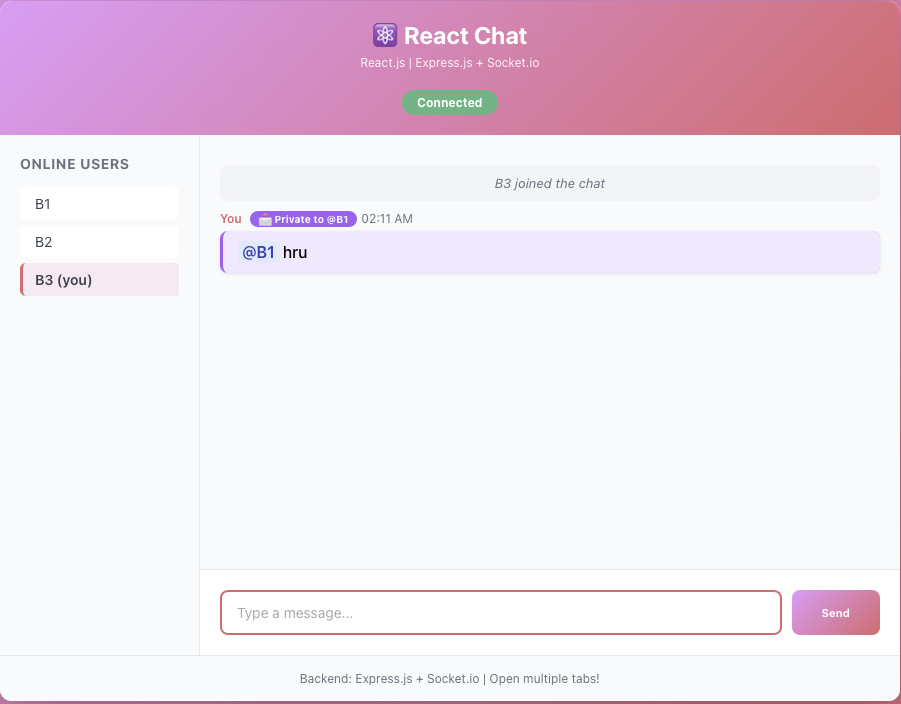 React Chat
React.js | Express.js + Socket.io
Connected
ONLINE USERS
B1
B2
B3 (you)
B3 joined the chat
You Private to @B1 02:11 AM
@B1 hru
Type a message...
Send
Backend: Express.js + Socket.io | Open multiple tabs!